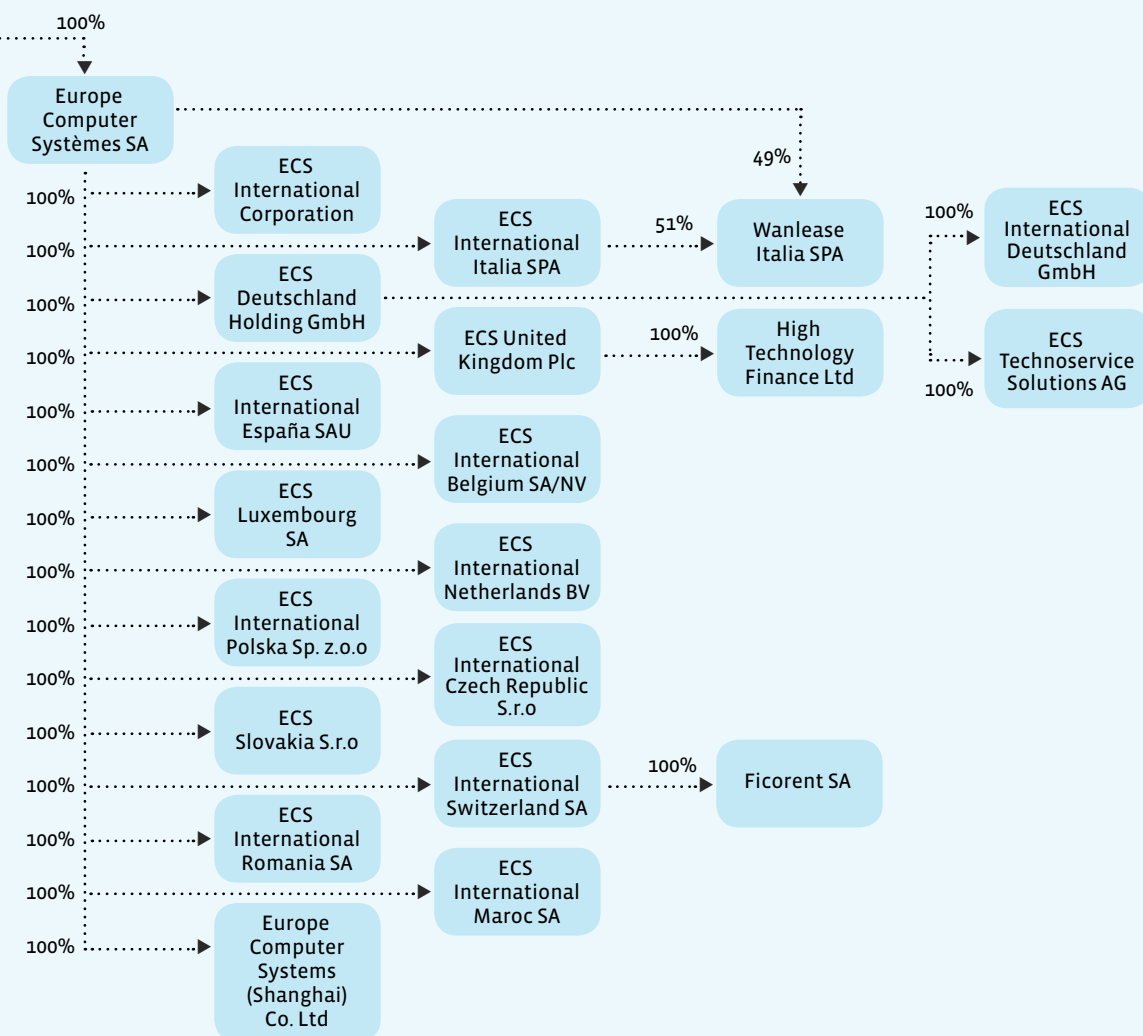 100%
Europe
Computer
Systèmes SA
49%
100%
ECS
International
Corporation
100%
ECS
International
Italia SPA
51%
Wanlease
Italia SPA
100%
ECS
International
Deutschland
GmbH
100%
ECS
Deutschland
Holding GmbH
100%
ECS United
Kingdom Plc
100%
High
Technology
Finance Ltd
100%
ECS
Technoservice
Solutions AG
100%
ECS
International
España SAU
100%
ECS
International
Belgium SA/NV
100%
ECS
Luxembourg
SA
100%
ECS
International
Netherlands BV
100%
ECS
International
Polska Sp. z.o.o
100%
ECS
International
Czech Republic
S.r.o
100%
ECS
Slovakia S.r.o
100%
ECS
International
Switzerland SA
100%
Ficorent SA
100%
ECS
International
Romania SA
100%
ECS
International
Maroc SA
100%
Europe
Computer
Systems
(Shanghai)
Co. Ltd